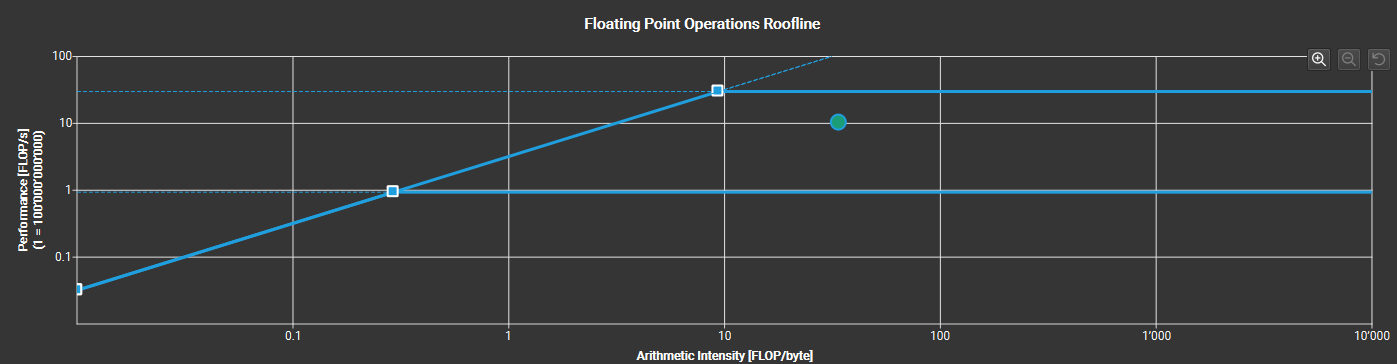 Floating Point Operations Roofline
Performance [FLOP/s]
(1 = 100'000'000'000)
100
10
1
0.1
0.1
1
10
100
1'000
10'000
Arithmetic Intensity [FLOP/byte]